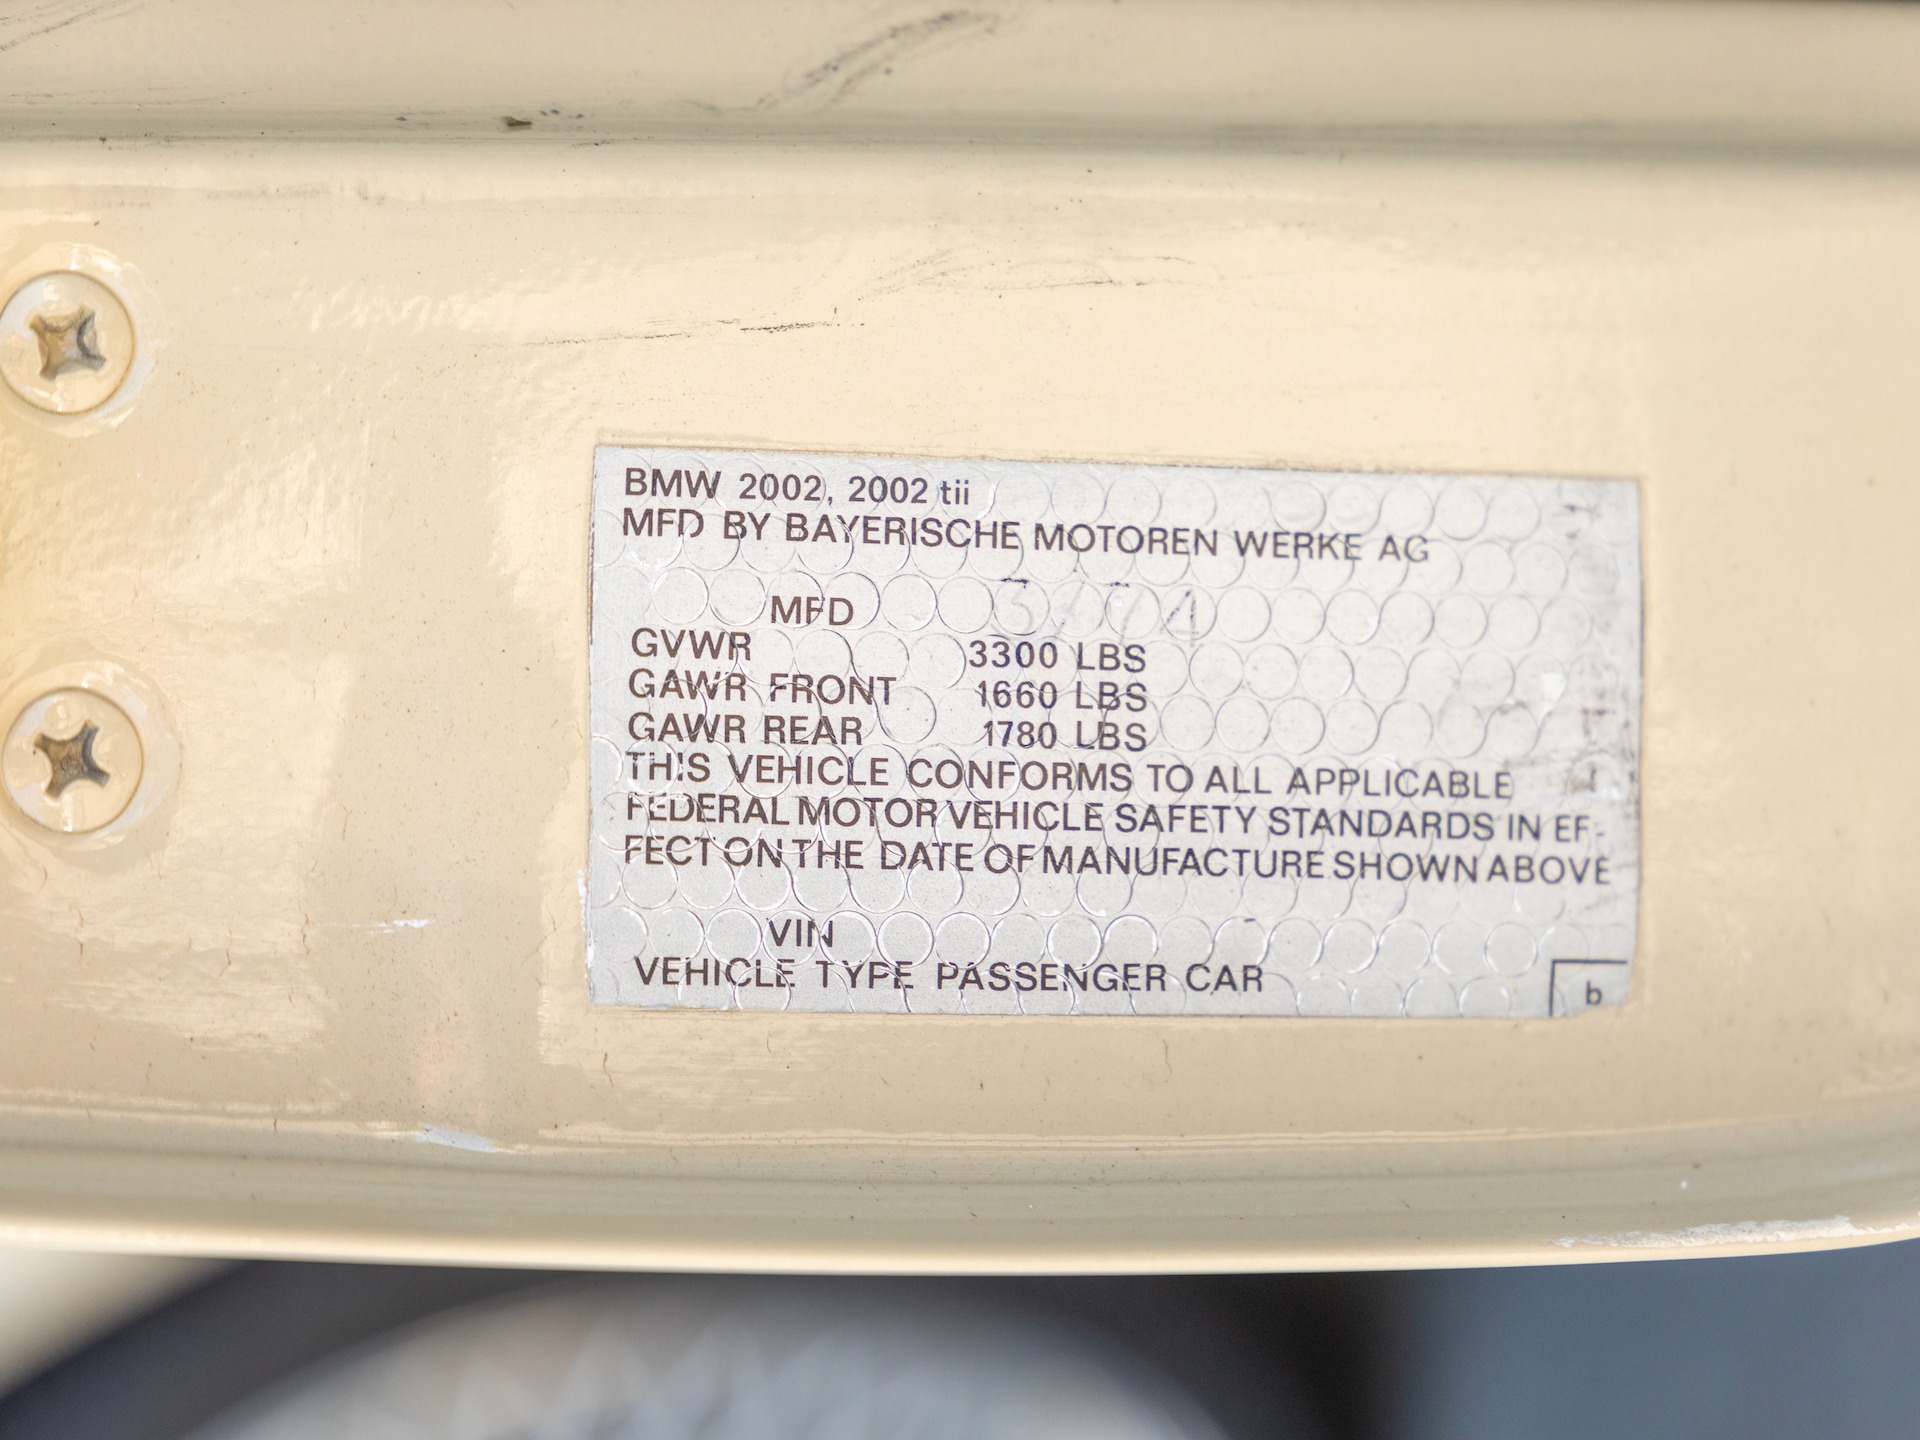 BMW 2002, 2002 tii
MFD BY BAYERISCHE MOTOREN WERKE AG
MFD 3/74
GVWR 3300 LBS
GAWR FRONT 1660 LBS
GAWR REAR 1780 LBS
THIS VEHICLE CONFORMS TO ALL APPLICABLE
FEDERAL MOTOR VEHICLE SAFETY STANDARDS IN EF-
FECT ON THE DATE OF MANUFACTURE SHOWN ABOVE
VIN
VEHICLE TYPE PASSENGER CAR
b